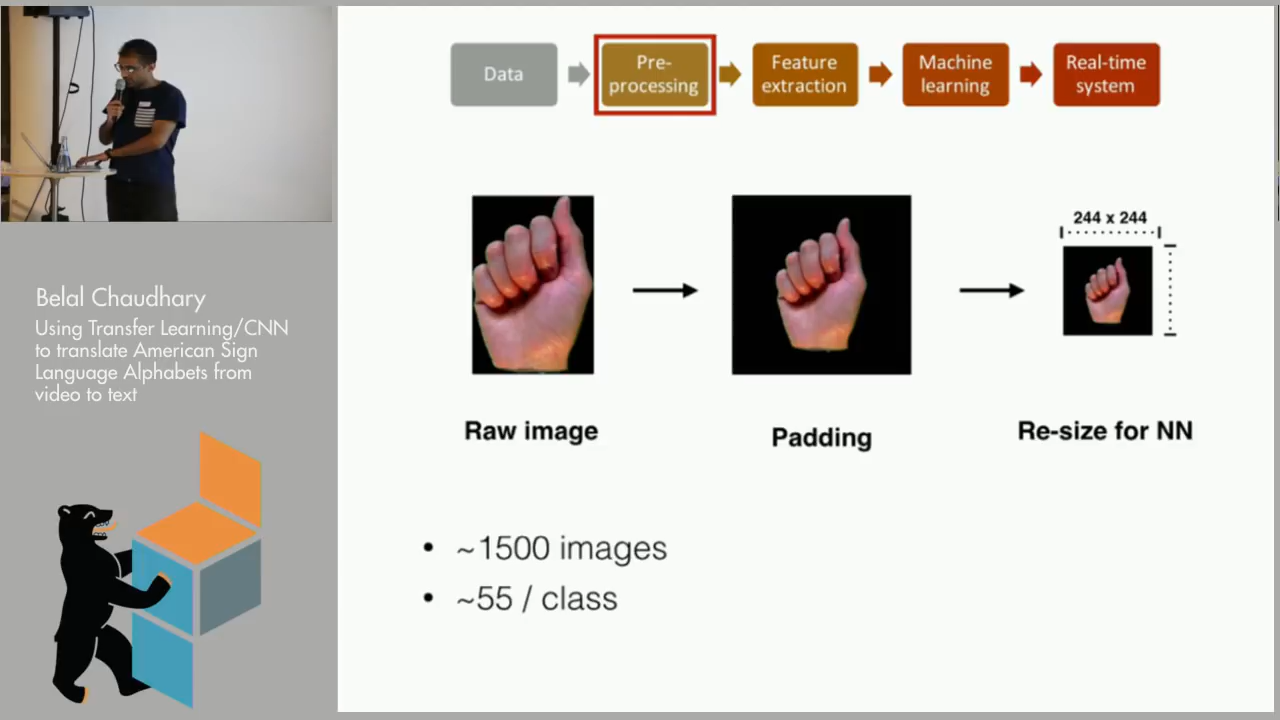 Data
Pre-
processing
Feature
extraction
Machine
learning
Real-time
system
244 x 244
Raw image
Padding
Re-size for NN
• ~1500 images
• ~55 / class
Belal Chaudhary
Using Transfer Learning/CNN
to translate American Sign
Language Alphabets from
video to text